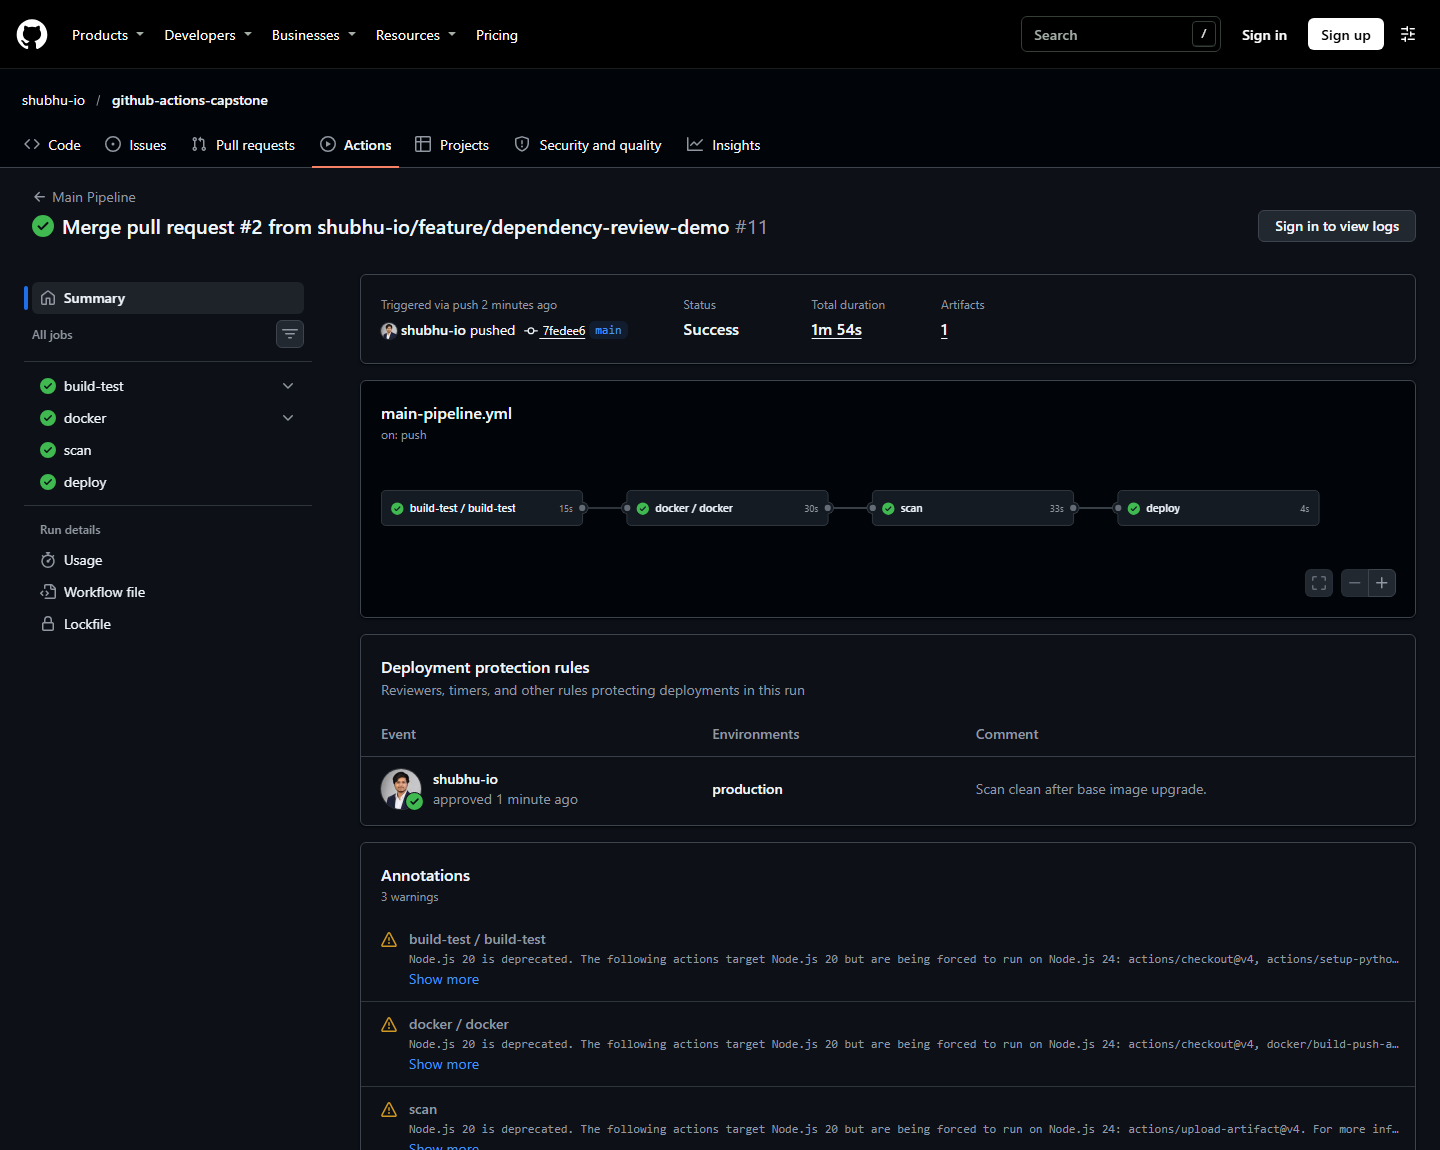 Products Developers Businesses Resources Pricing Search / Sign in Sign up
shubhu-io / github-actions-capstone
Code Issues Pull requests Actions Projects Security and quality Insights
Main Pipeline
Merge pull request #2 from shubhu-io/feature/dependency-review-demo #11
Sign in to view logs
Summary
All jobs
build-test
docker
scan
deploy
Run details
Usage
Workflow file
Lockfile
Triggered via push 2 minutes ago
shubhu-io pushed 7fedee6 main
Status
Success
Total duration
1m 54s
Artifacts
1
main-pipeline.yml
on: push
build-test / build-test 15s
docker / docker 30s
scan 33s
deploy 4s
Deployment protection rules
Reviewers, timers, and other rules protecting deployments in this run
Event Environments Comment
shubhu-io
approved 1 minute ago
production
Scan clean after base image upgrade.
Annotations
3 warnings
build-test / build-test
Node.js 20 is deprecated. The following actions target Node.js 20 but are being forced to run on Node.js 24: actions/checkout@v4, actions/setup-pytho…
Show more
docker / docker
Node.js 20 is deprecated. The following actions target Node.js 20 but are being forced to run on Node.js 24: actions/checkout@v4, docker/build-push-a…
Show more
scan
Node.js 20 is deprecated. The following actions target Node.js 20 but are being forced to run on Node.js 24: actions/upload-artifact@v4. For more inf…
Show more